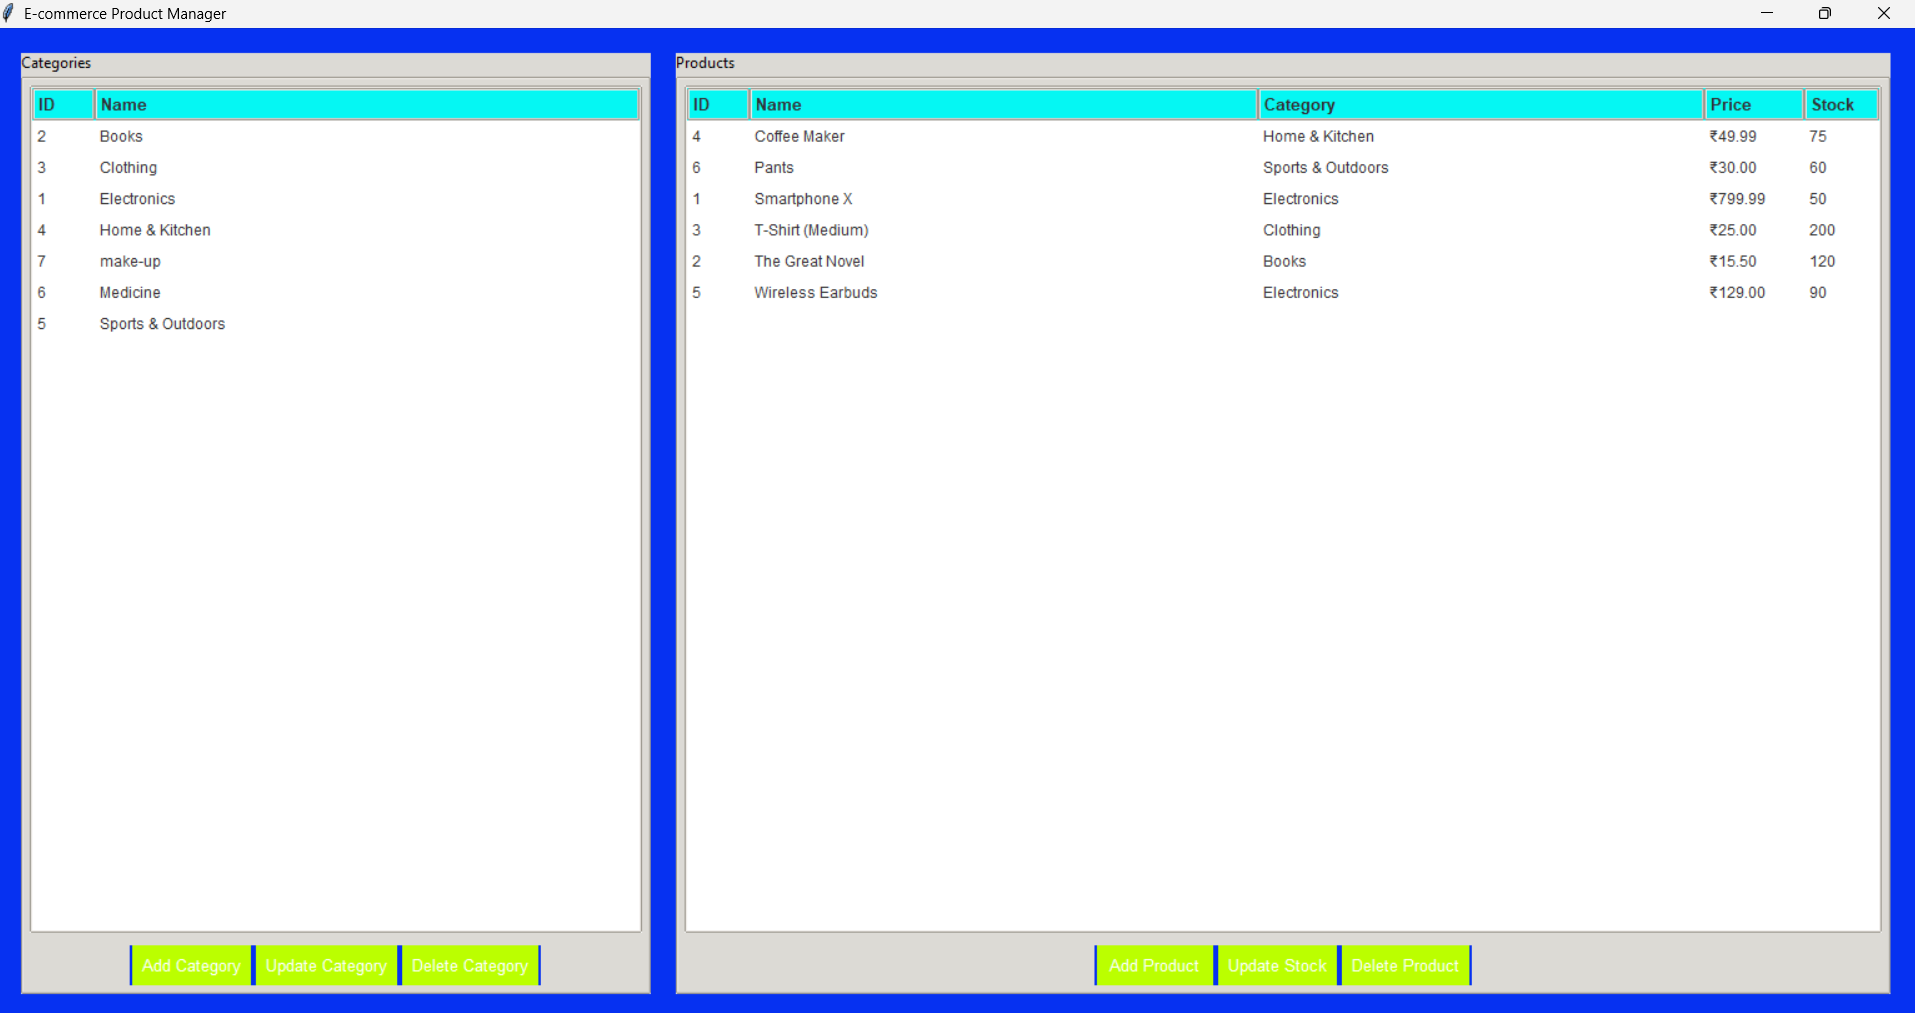 E-commerce Product Manager
Categories
ID Name
2 Books
3 Clothing
1 Electronics
4 Home & Kitchen
7 make-up
6 Medicine
5 Sports & Outdoors
Add Category Update Category Delete Category
Products
ID Name Category Price Stock
4 Coffee Maker Home & Kitchen ₹49.99 75
6 Pants Sports & Outdoors ₹30.00 60
1 Smartphone X Electronics ₹799.99 50
3 T-Shirt (Medium) Clothing ₹25.00 200
2 The Great Novel Books ₹15.50 120
5 Wireless Earbuds Electronics ₹129.00 90
Add Product Update Stock Delete Product